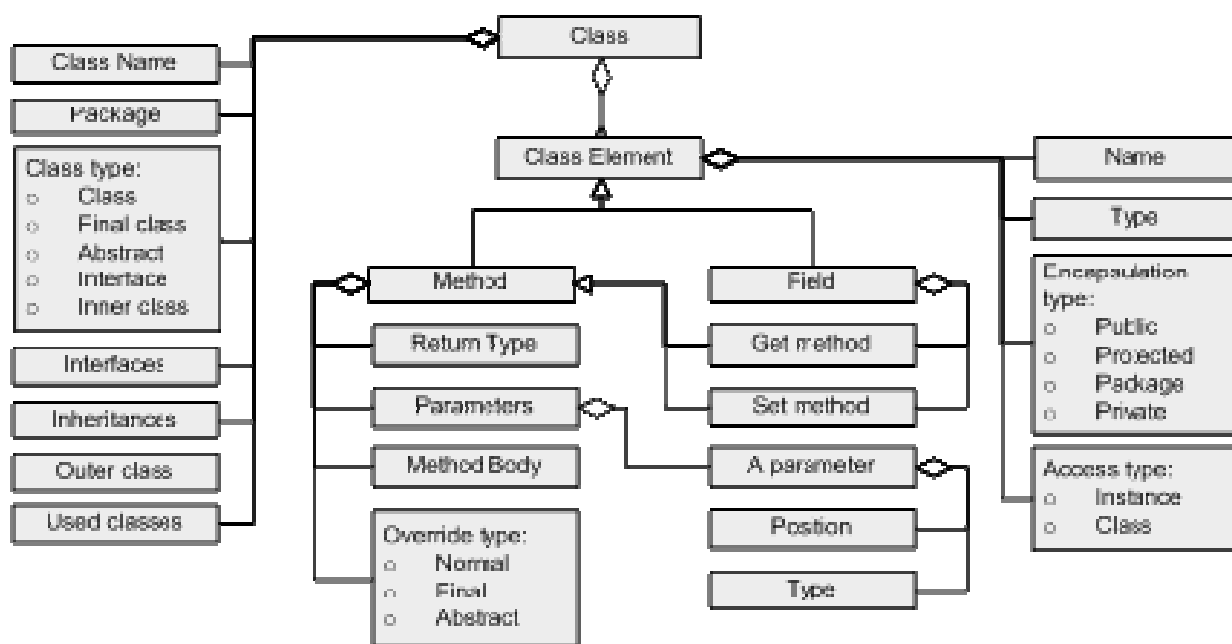 Class
Class Name
Package
Class type:
○ Class
○ Final class
○ Abstract
○ Interface
○ Inner class
Interfaces
Inheritances
Outer class
Used classes
Class Element
Method
Return Type
Parameters
Method Body
Override type:
○ Normal
○ Final
○ Abstract
Field
Get method
Set method
A parameter
Postion
Type
Name
Type
Encapsulation
type:
○ Public
○ Protected
○ Package
○ Private
Access type:
○ Instance
○ Class